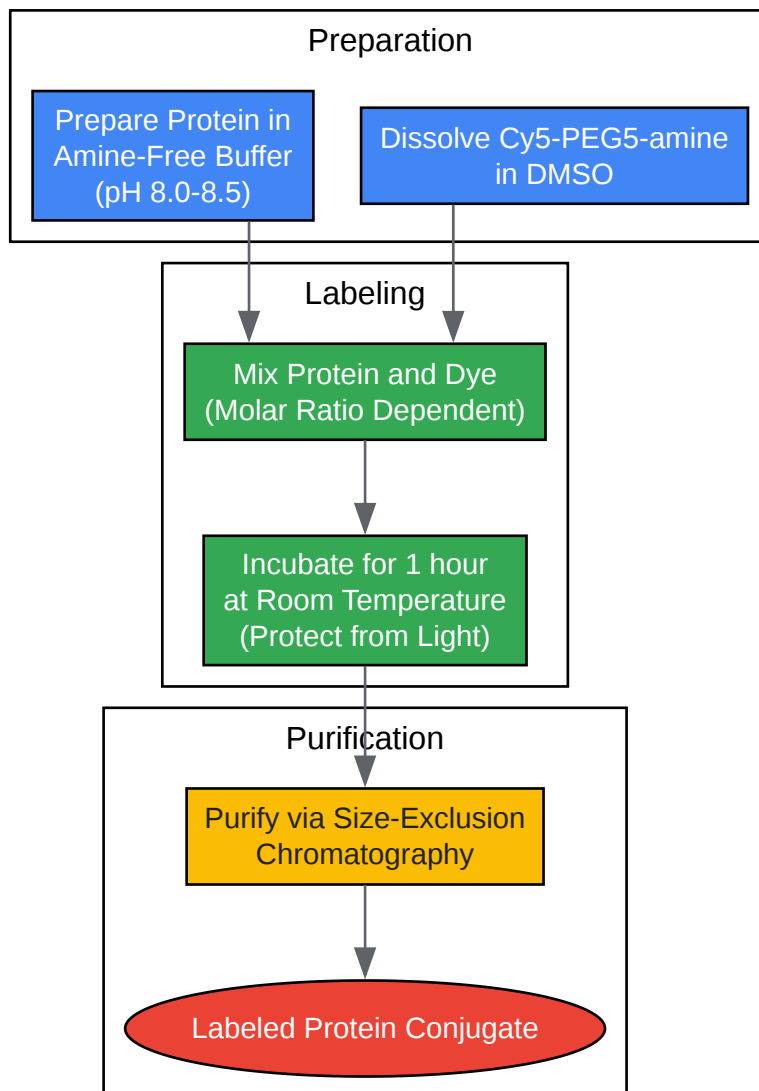 Preparation
Prepare Protein in
Amine-Free Buffer
(pH 8.0-8.5)
Dissolve Cy5-PEG5-amine
in DMSO
Labeling
Mix Protein and Dye
(Molar Ratio Dependent)
Incubate for 1 hour
at Room Temperature
(Protect from Light)
Purification
Purify via Size-Exclusion
Chromatography
Labeled Protein Conjugate